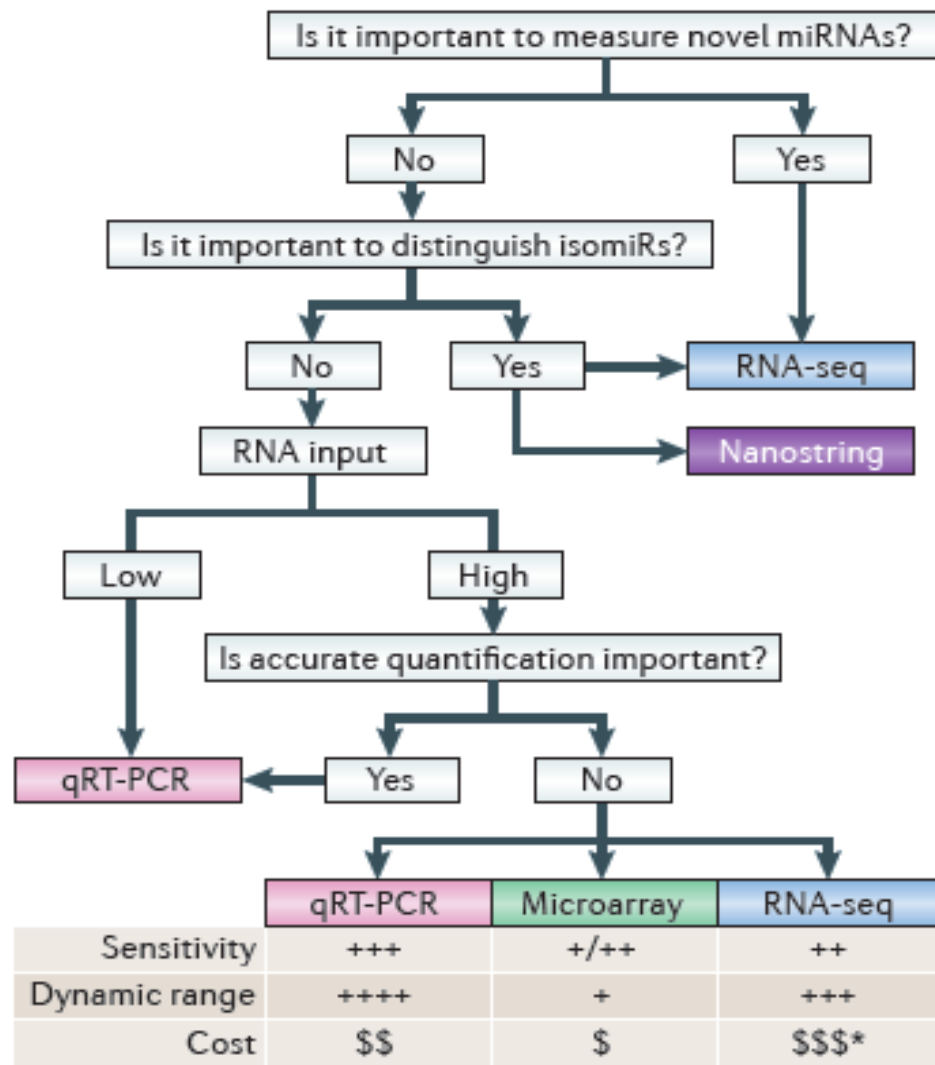 Is it important to measure novel miRNAs?
No
Yes
Is it important to distinguish isomiRs?
No
Yes
RNA-seq
RNA input
Nanostring
Low
High
Is accurate quantification important?
qRT-PCR
Yes
No
qRT-PCR Microarray RNA-seq
Sensitivity +++ +/++ ++
Dynamic range ++++ + +++
Cost $$ $ $$$*